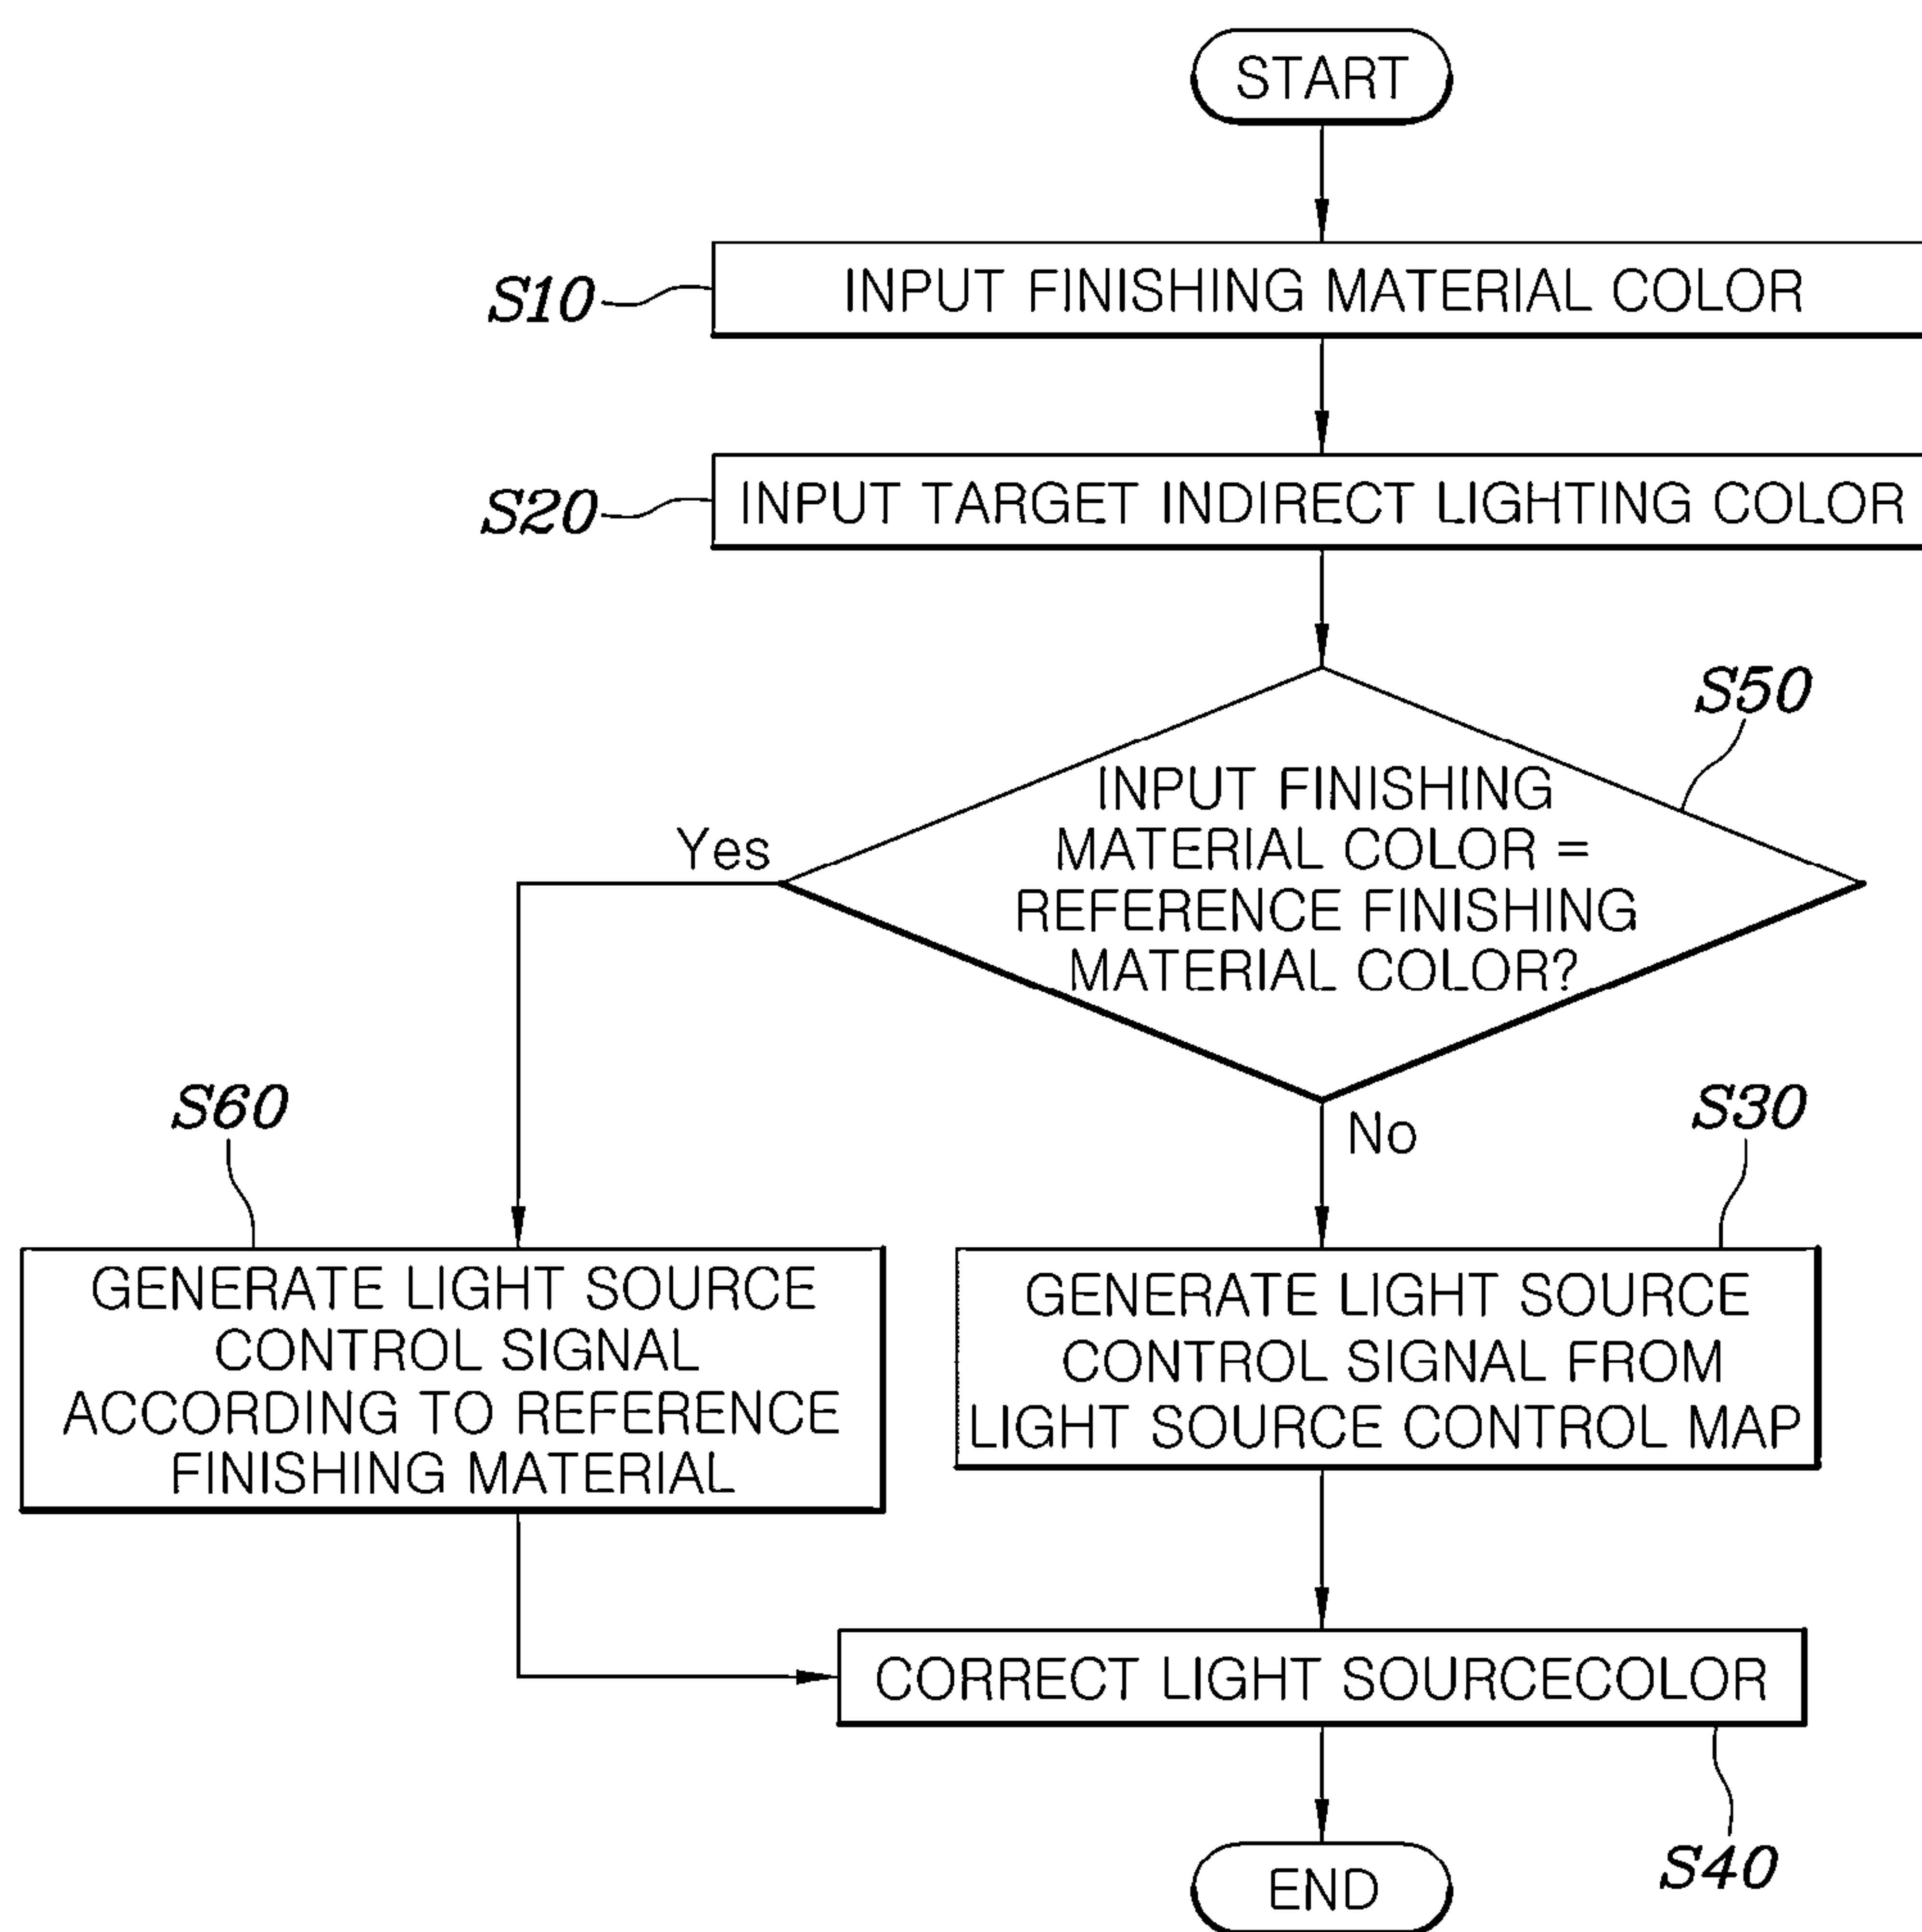 START
S10
INPUT FINISHING MATERIAL COLOR
S20
INPUT TARGET INDIRECT LIGHTING COLOR
S50
INPUT FINISHING
MATERIAL COLOR =
REFERENCE FINISHING
MATERIAL COLOR?
Yes
No
S60
GENERATE LIGHT SOURCE
CONTROL SIGNAL
ACCORDING TO REFERENCE
FINISHING MATERIAL
S30
GENERATE LIGHT SOURCE
CONTROL SIGNAL FROM
LIGHT SOURCE CONTROL MAP
CORRECT LIGHT SOURCECOLOR
S40
END